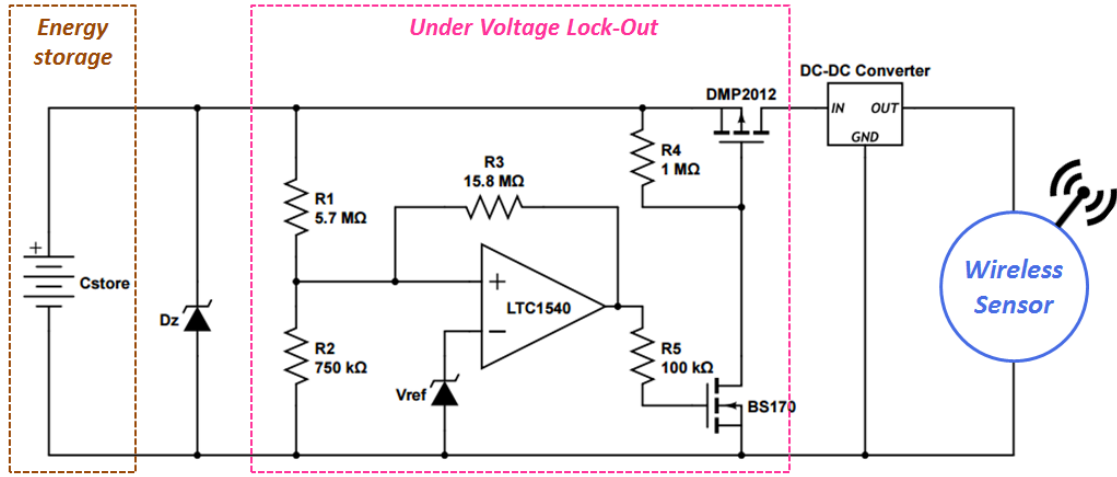 Energy
storage
Under Voltage Lock-Out
DC-DC Converter
DMP2012
IN OUT
GND
R4
1 MΩ
R3
15.8 MΩ
R1
5.7 MΩ
+
Cstore
+
LTC1540
−
Wireless
Sensor
Dz
R2
750 kΩ
R5
100 kΩ
Vref
BS170